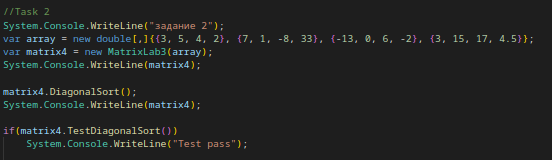 //Task 2
System.Console.WriteLine("задание 2");
var array = new double[,]{{3, 5, 4, 2}, {7, 1, -8, 33}, {-13, 0, 6, -2}, {3, 15, 17, 4.5}};
var matrix4 = new MatrixLab3(array);
System.Console.WriteLine(matrix4);
matrix4.DiagonalSort();
System.Console.WriteLine(matrix4);
if(matrix4.TestDiagonalSort())
System.Console.WriteLine("Test pass");